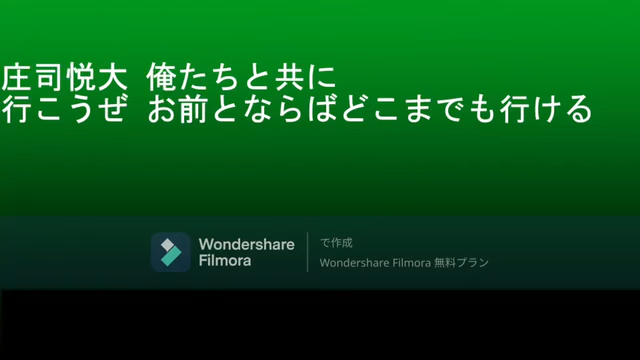 庄司悦大 俺たちと共に
行こうぜ お前とならばどこまでも行ける
Wondershare
Filmora
で作成
Wondershare Filmora 無料プラン